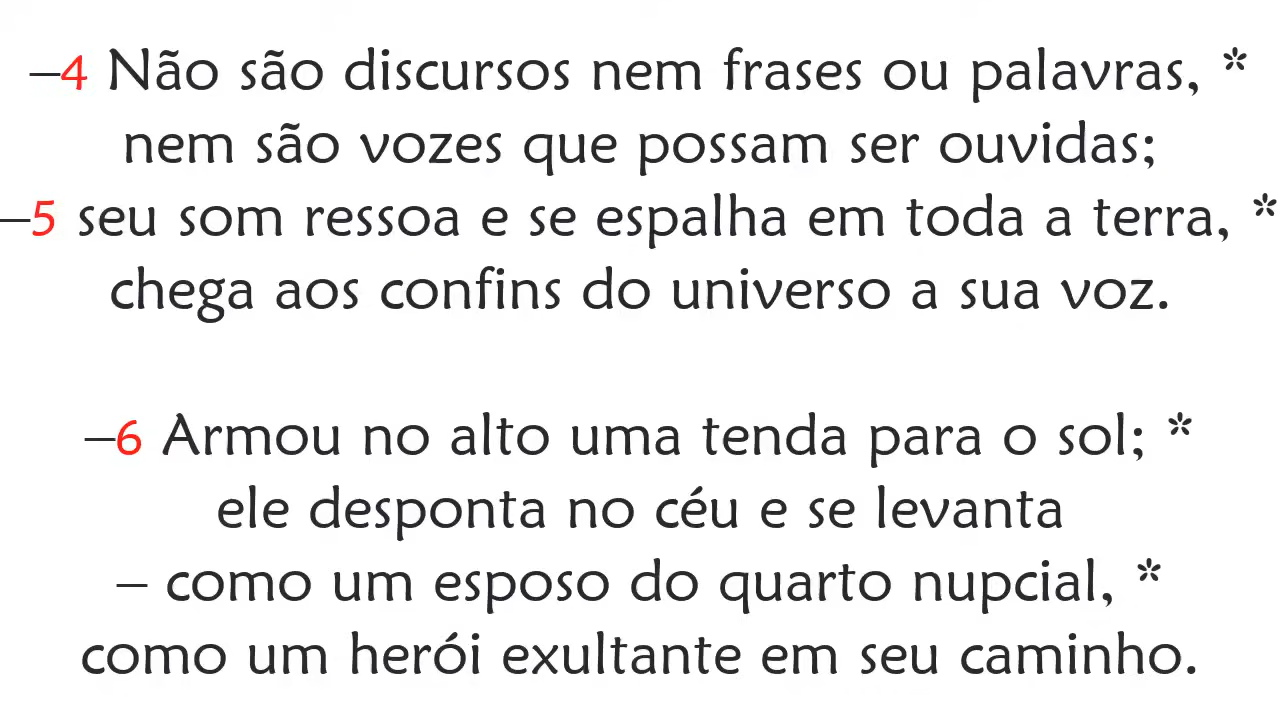 –4 Não são discursos nem frases ou palavras, *
nem são vozes que possam ser ouvidas;
–5 seu som ressoa e se espalha em toda a terra, *
chega aos confins do universo a sua voz.
–6 Armou no alto uma tenda para o sol; *
ele desponta no céu e se levanta
– como um esposo do quarto nupcial, *
como um herói exultante em seu caminho.